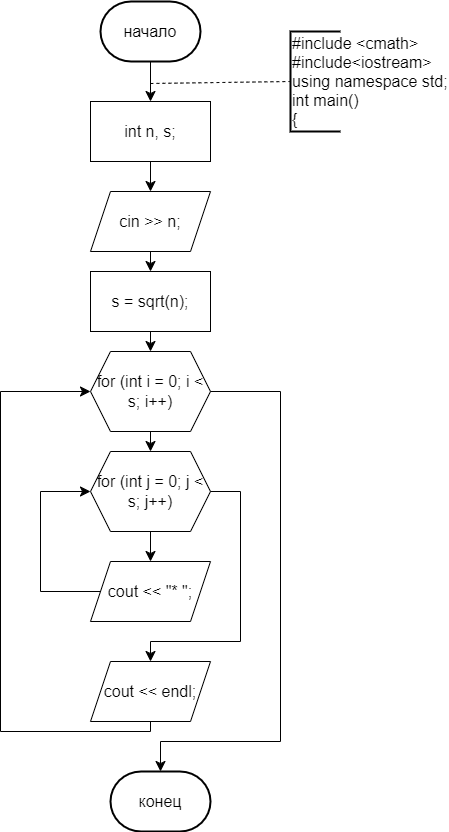 начало
#include <cmath>
#include<iostream>
using namespace std;
int main()
{
int n, s;
cin >> n;
s = sqrt(n);
for (int i = 0; i <
s; i++)
for (int j = 0; j <
s; j++)
cout << "* ";
cout << endl;
конец